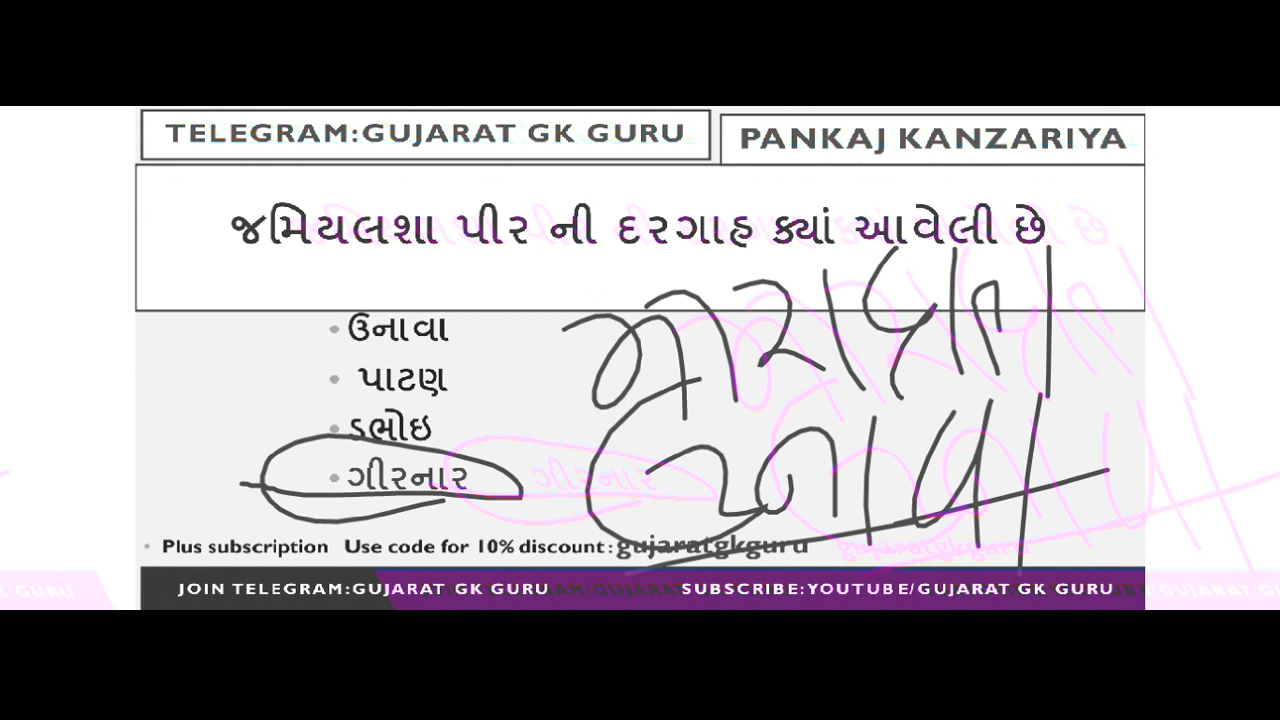 TELEGRAM:GUJARAT GK GURU
PANKAJ KANZARIYA
જમિયલશા પીર ની દરગાહ ક્યાં આવેલી છે
• ઉનાવા
• પાટણ
• ડભોઇ
• ગીરનાર
• Plus subscription Use code for 10% discount:gujaratgkguru
JOIN TELEGRAM:GUJARAT GK GURU
SUBSCRIBE:YOUTUBE/GUJARAT GK GURU